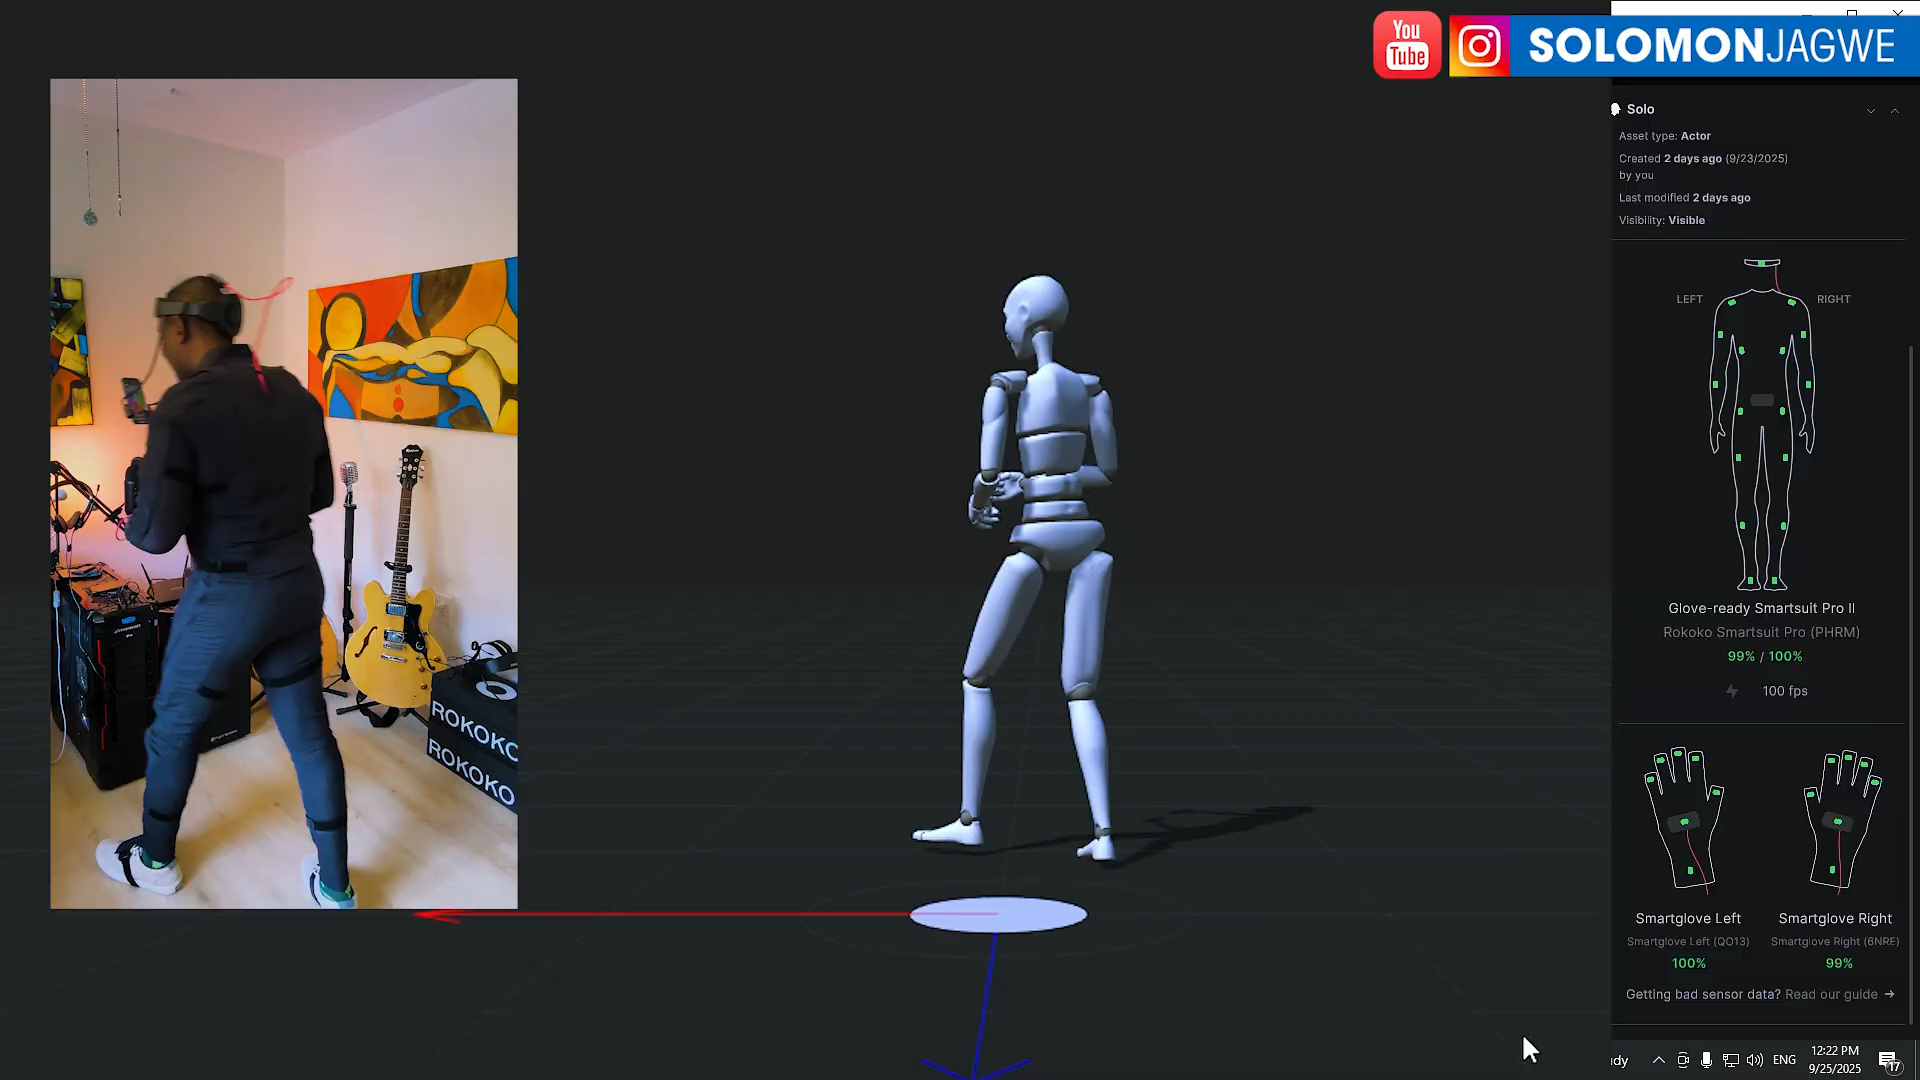 You
Tube
SOLOMONJAGWE
Solo
Asset type: Actor
Created 2 days ago (9/23/2025)
by you
Last modified 2 days ago
Visibility: Visible
LEFT
RIGHT
Glove-ready Smartsuit Pro II
Rokoko Smartsuit Pro (PHRM)
99% / 100%
100 fps
ROKOKO
ROKOKO
Smartglove Left
Smartglove Right
Smartglove Left (QO13)
Smartglove Right (6NRE)
100%
99%
Getting bad sensor data? Read our guide →
dy
ENG
12:22 PM
9/25/2025
17